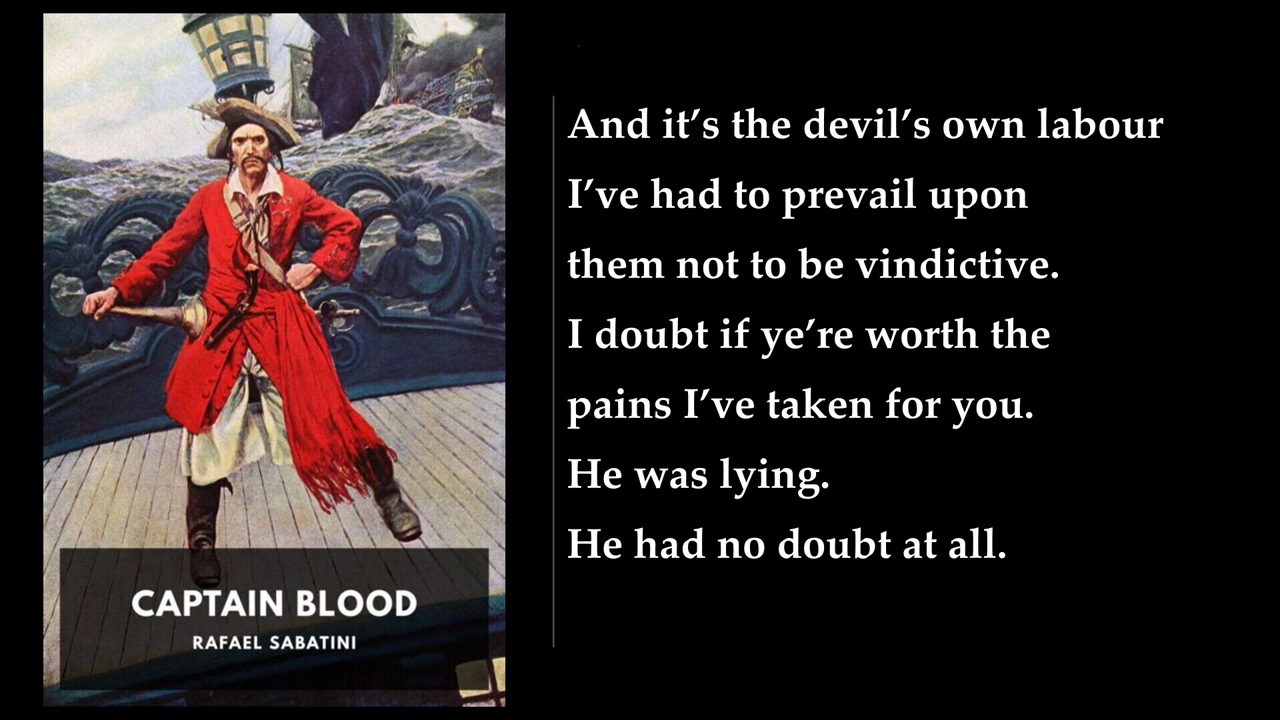 CAPTAIN BLOOD
RAFAEL SABATINI
And it’s the devil’s own labour
I’ve had to prevail upon
them not to be vindictive.
I doubt if ye’re worth the
pains I’ve taken for you.
He was lying.
He had no doubt at all.